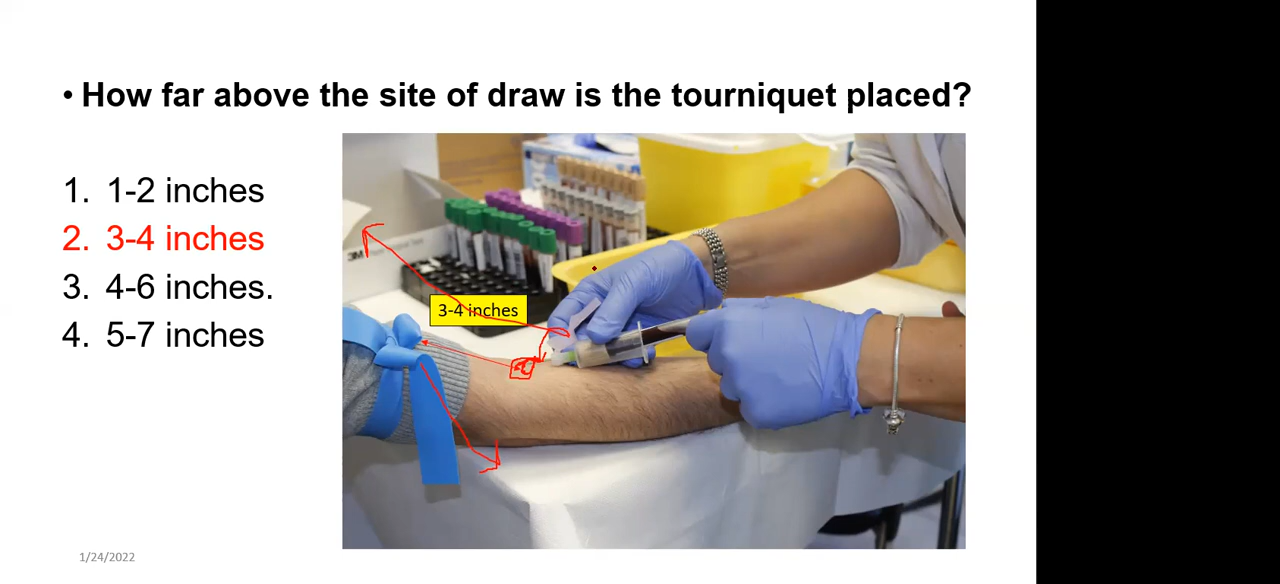 • How far above the site of draw is the tourniquet placed?
1. 1-2 inches
2. 3-4 inches
3. 4-6 inches.
4. 5-7 inches
3M
3-4 inches
1/24/2022